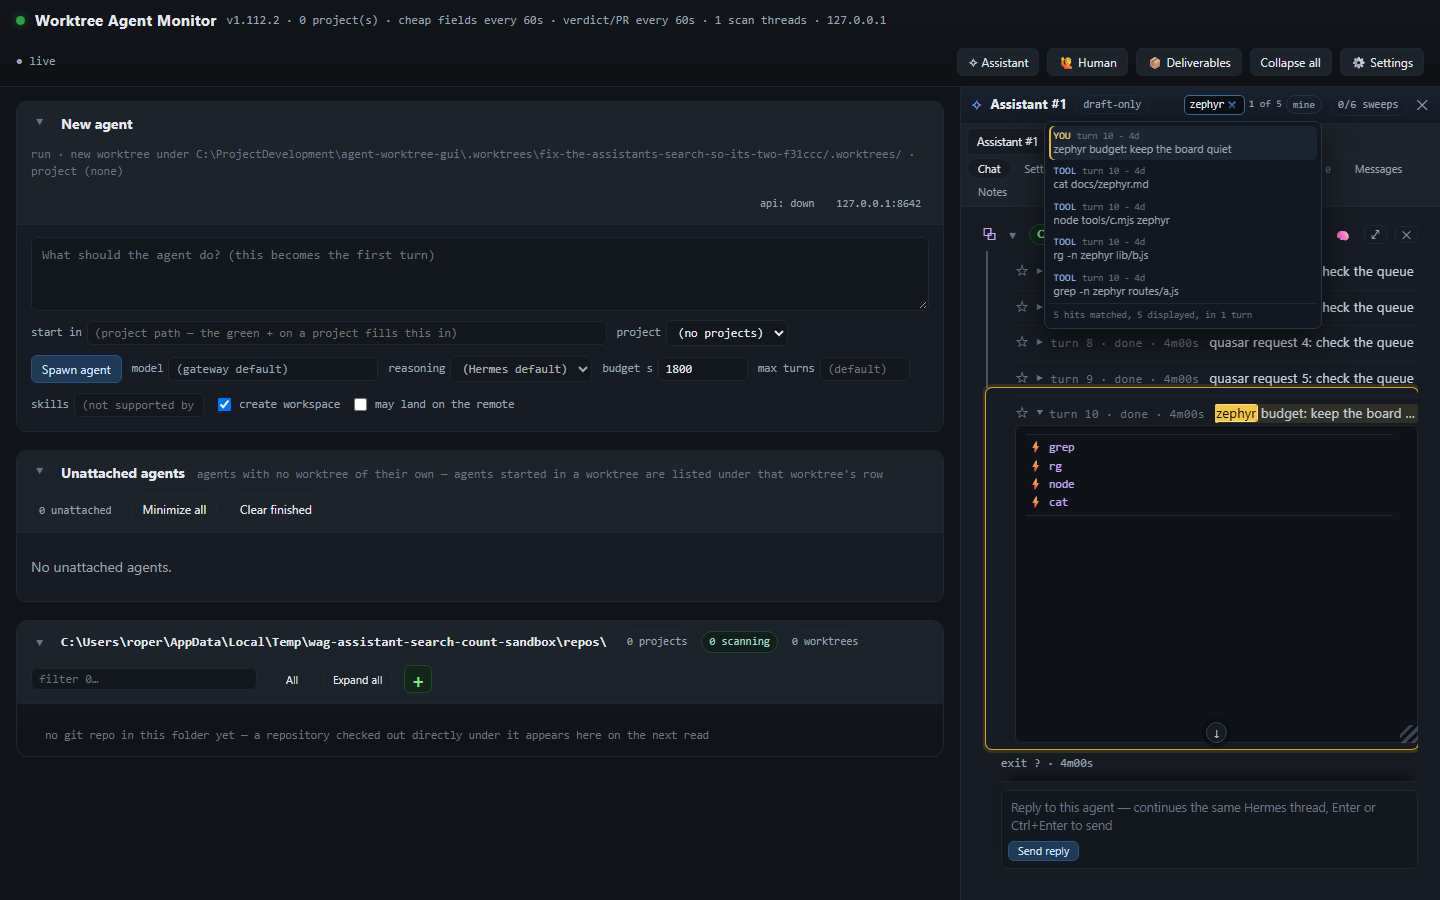 Worktree Agent Monitor v1.112.2 · 0 project(s) · cheap fields every 60s · verdict/PR every 60s · 1 scan threads · 127.0.0.1
live
Assistant
Human
Deliverables
Collapse all
Settings
New agent
run · new worktree under C:\ProjectDevelopment\agent-worktree-gui\.worktrees\fix-the-assistants-search-so-its-two-f31ccc/.worktrees/ ·
project (none)
api: down 127.0.0.1:8642
What should the agent do? (this becomes the first turn)
start in (project path — the green + on a project fills this in) project (no projects)
Spawn agent model (gateway default) reasoning (Hermes default) budget s 1800 max turns (default)
skills (not supported by create workspace may land on the remote
Unattached agents agents with no worktree of their own — agents started in a worktree are listed under that worktree's row
0 unattached Minimize all Clear finished
No unattached agents.
C:\Users\roper\AppData\Local\Temp\wag-assistant-search-count-sandbox\repos\ 0 projects 0 scanning 0 worktrees
filter 0… All Expand all +
no git repo in this folder yet — a repository checked out directly under it appears here on the next read
Assistant #1 draft-only zephyr × 1 of 5 mine 0/6 sweeps ×
Assistant #1
Chat Sett 0 Messages
Notes
YOU turn 10 - 4d
zephyr budget: keep the board quiet
TOOL turn 10 - 4d
cat docs/zephyr.md
TOOL turn 10 - 4d
node tools/c.mjs zephyr
TOOL turn 10 - 4d
rg -n zephyr lib/b.js
TOOL turn 10 - 4d
grep -n zephyr routes/a.js
5 hits matched, 5 displayed, in 1 turn
C
heck the queue
heck the queue
turn 8 · done · 4m00s quasar request 4: check the queue
turn 9 · done · 4m00s quasar request 5: check the queue
turn 10 · done · 4m00s zephyr budget: keep the board ...
grep
rg
node
cat
↓
exit ? · 4m00s
Reply to this agent — continues the same Hermes thread, Enter or
Ctrl+Enter to send
Send reply